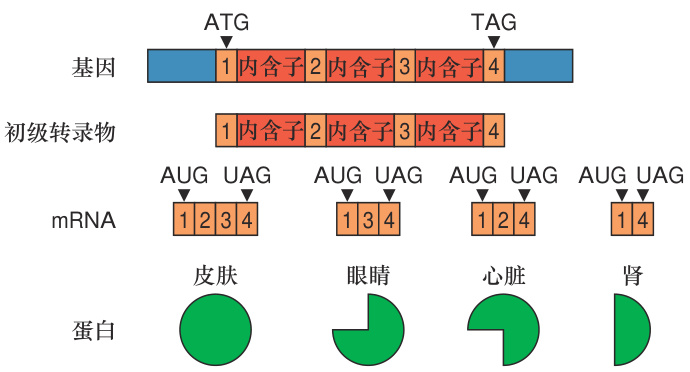 ATG TAG
基因 1 内含子 2 内含子 3 内含子 4
初级转录物 1 内含子 2 内含子 3 内含子 4
AUG UAG AUG UAG AUG UAG AUG UAG
mRNA 1 2 3 4 1 3 4 1 2 4 1 4
皮肤 眼睛 心脏 肾
蛋白